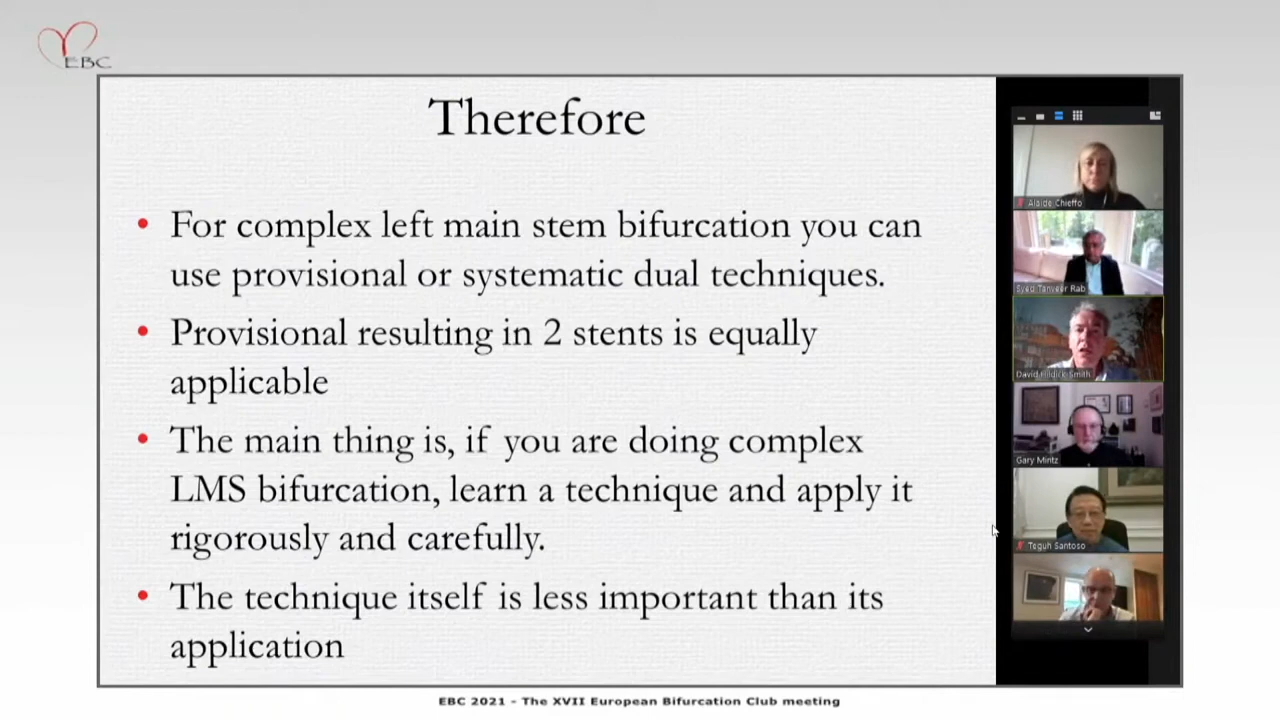 EBC
Therefore
• For complex left main stem bifurcation you can
use provisional or systematic dual techniques.
• Provisional resulting in 2 stents is equally
applicable
• The main thing is, if you are doing complex
LMS bifurcation, learn a technique and apply it
rigorously and carefully.
• The technique itself is less important than its
application
Alaide Chieffo
Syed Tanveer Rab
David Hildick-Smith
Gary Mintz
Teguh Santoso
EBC 2021 - The XVII European Bifurcation Club meeting